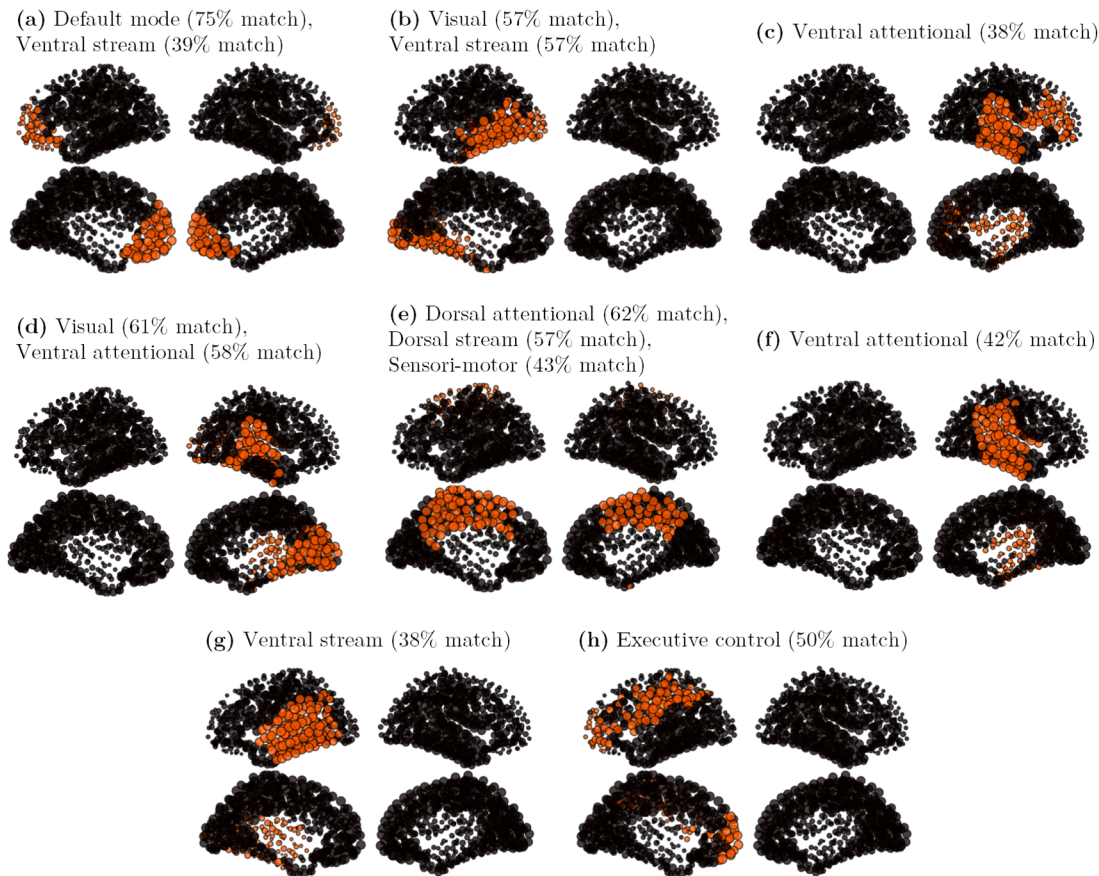 (a) Default mode (75% match),
Ventral stream (39% match)
(b) Visual (57% match),
Ventral stream (57% match)
(c) Ventral attentional (38% match)
(d) Visual (61% match),
Ventral attentional (58% match)
(e) Dorsal attentional (62% match),
Dorsal stream (57% match),
Sensori-motor (43% match)
(f) Ventral attentional (42% match)
(g) Ventral stream (38% match)
(h) Executive control (50% match)